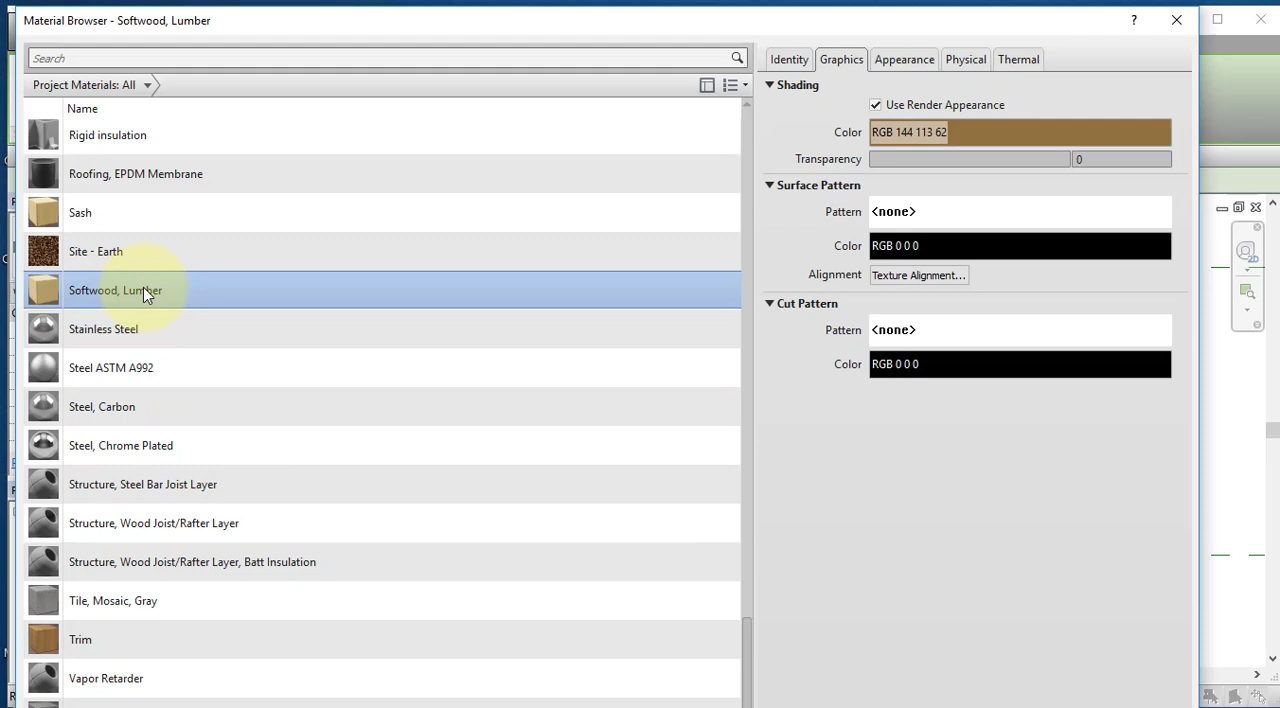 Material Browser - Softwood, Lumber
?
Search
Project Materials: All
Name
Rigid insulation
Roofing, EPDM Membrane
Sash
Site - Earth
Softwood, Lumber
Stainless Steel
Steel ASTM A992
Steel, Carbon
Steel, Chrome Plated
Structure, Steel Bar Joist Layer
Structure, Wood Joist/Rafter Layer
Structure, Wood Joist/Rafter Layer, Batt Insulation
Tile, Mosaic, Gray
Trim
Vapor Retarder
Identity Graphics Appearance Physical Thermal
Shading
Use Render Appearance
Color RGB 144 113 62
Transparency 0
Surface Pattern
Pattern <none>
Color RGB 0 0 0
Alignment Texture Alignment...
Cut Pattern
Pattern <none>
Color RGB 0 0 0
2D